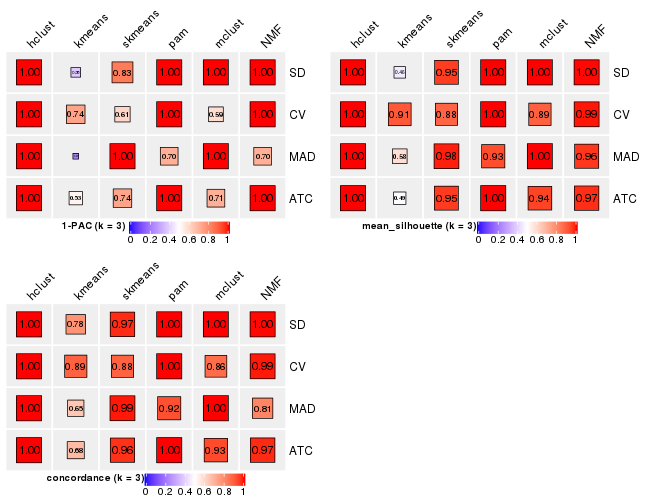 hclust kmeans skmeans pam mclust NMF
1.00 0.83 1.00 1.00 1.00 SD
1.00 0.74 0.61 1.00 0.59 1.00 CV
1.00 1.00 0.70 1.00 0.70 MAD
1.00 0.53 0.74 1.00 0.71 1.00 ATC
1-PAC (k = 3)
0 0.2 0.4 0.6 0.8 1
hclust kmeans skmeans pam mclust NMF
1.00 0.95 1.00 1.00 1.00 SD
1.00 0.91 0.88 1.00 0.89 0.99 CV
1.00 0.58 0.98 0.93 1.00 0.96 MAD
1.00 0.49 0.95 1.00 0.94 0.97 ATC
mean_silhouette (k = 3)
0 0.2 0.4 0.6 0.8 1
hclust kmeans skmeans pam mclust NMF
1.00 0.78 0.97 1.00 1.00 1.00 SD
1.00 0.89 0.88 1.00 0.86 0.99 CV
1.00 0.99 0.92 1.00 0.81 MAD
1.00 0.68 0.96 1.00 0.93 0.97 ATC
concordance (k = 3)
0 0.2 0.4 0.6 0.8 1